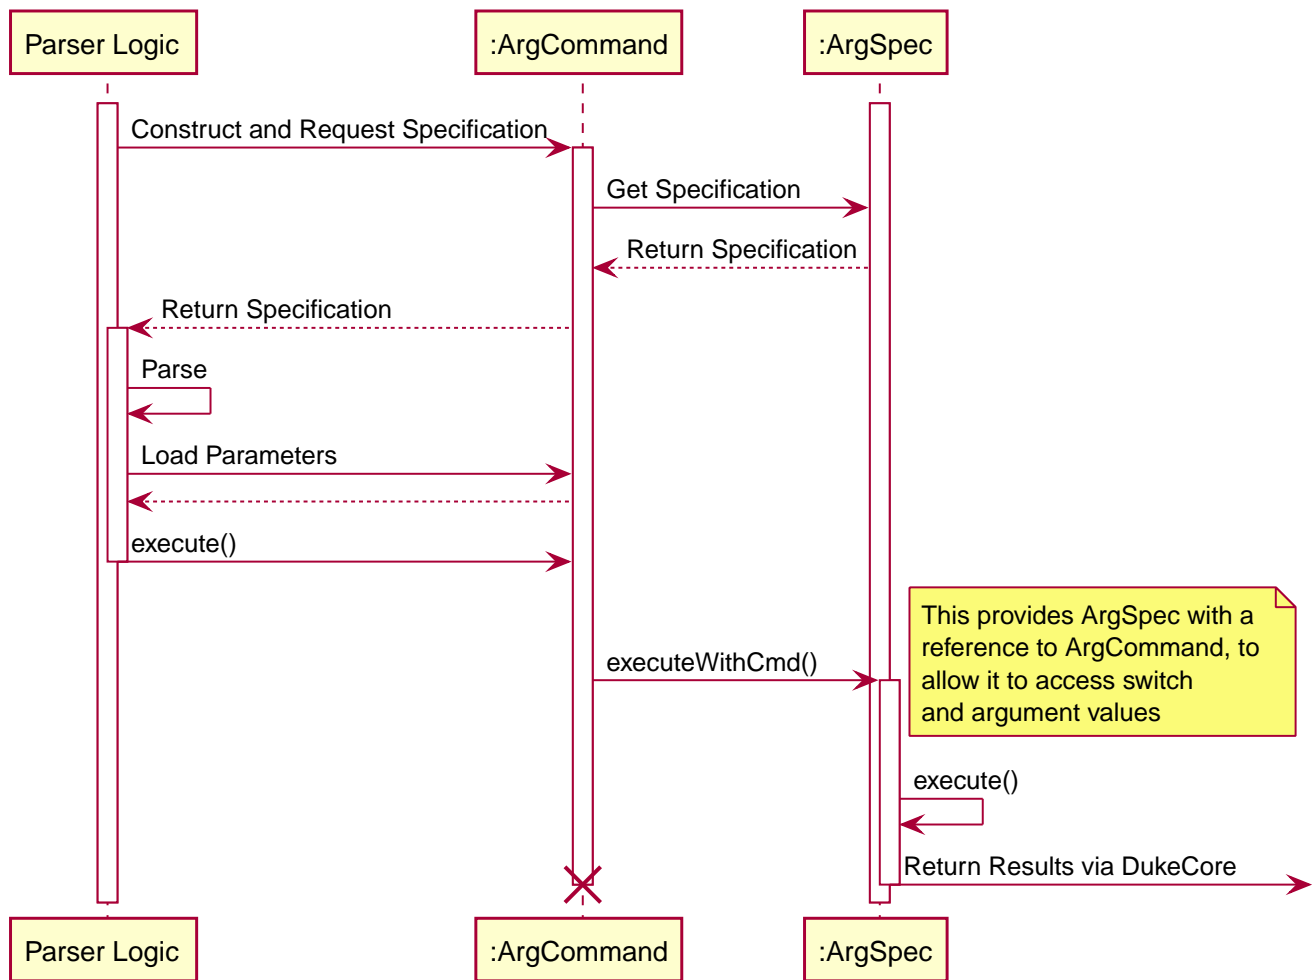 Parser Logic
:ArgCommand
:ArgSpec
Construct and Request Specification
Get Specification
Return Specification
Return Specification
Parse
Load Parameters
execute()
This provides ArgSpec with a
reference to ArgCommand, to
allow it to access switch
and argument values
executeWithCmd()
execute()
Return Results via DukeCore
Parser Logic
:ArgCommand
:ArgSpec